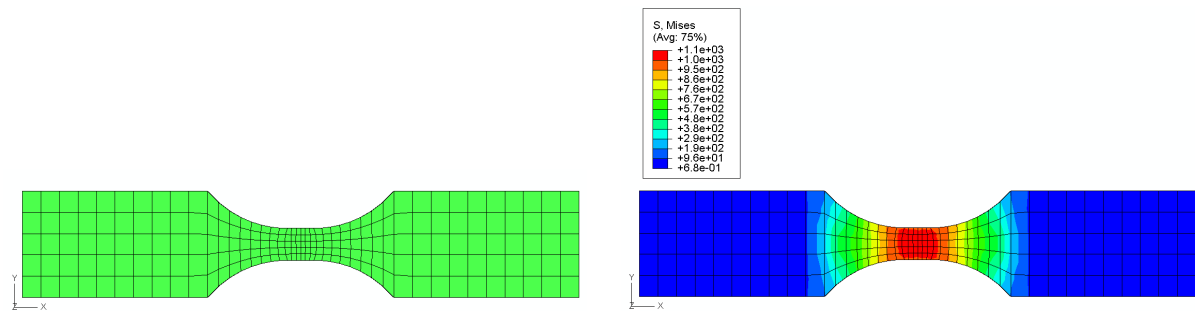 S, Mises
(Avg: 75%)
+1.1e+03
+1.0e+03
+9.5e+02
+8.6e+02
+7.6e+02
+6.7e+02
+5.7e+02
+4.8e+02
+3.8e+02
+2.9e+02
+1.9e+02
+9.6e+01
+6.8e-01
Y
Z X
Y
Z X